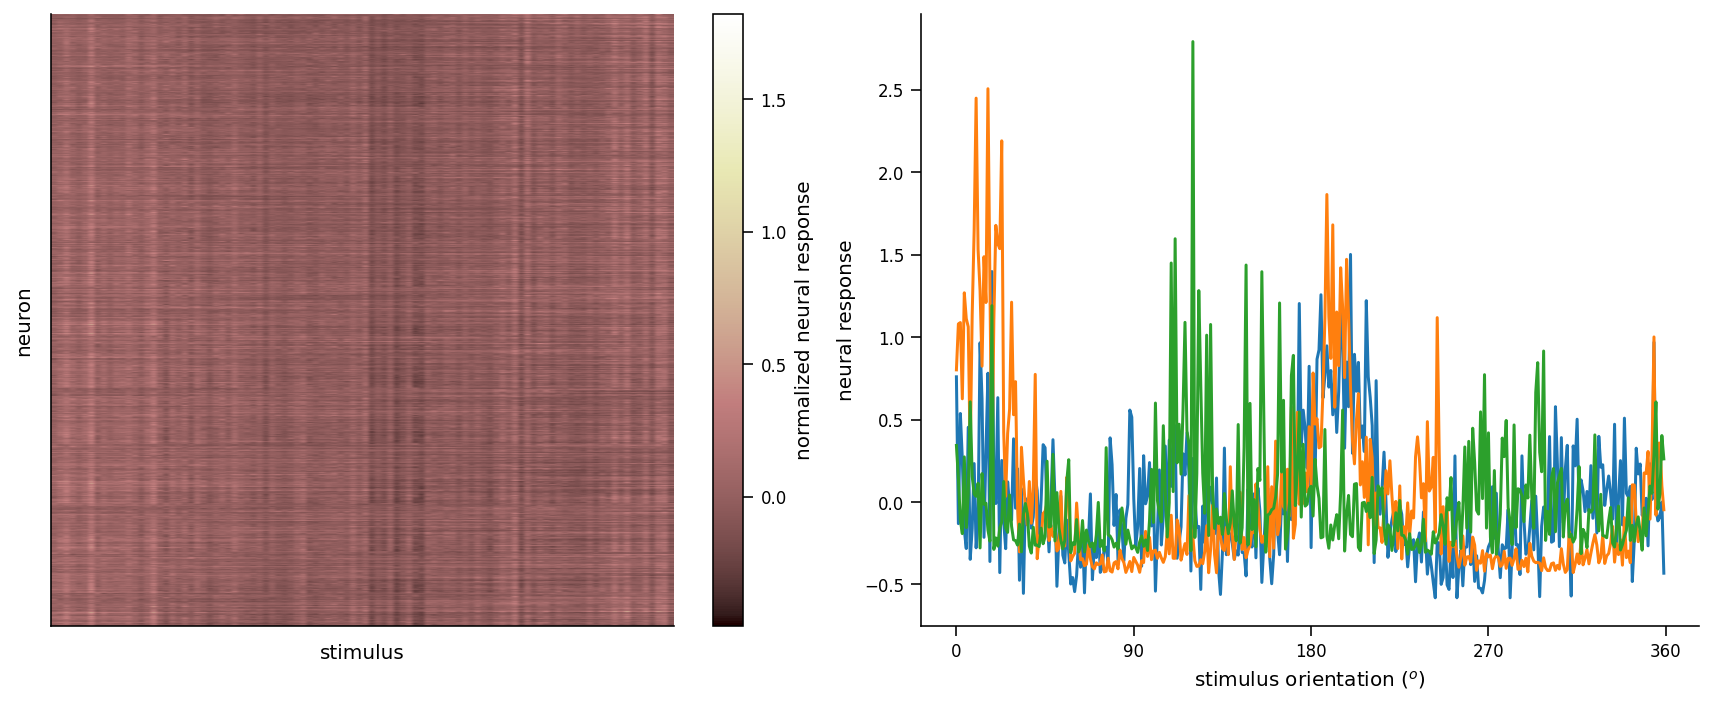 neuron
stimulus
1.5
1.0
0.5
0.0
normalized neural response
neural response
2.5
2.0
1.5
1.0
0.5
0.0
−0.5
0 90 180 270 360
stimulus orientation (o)